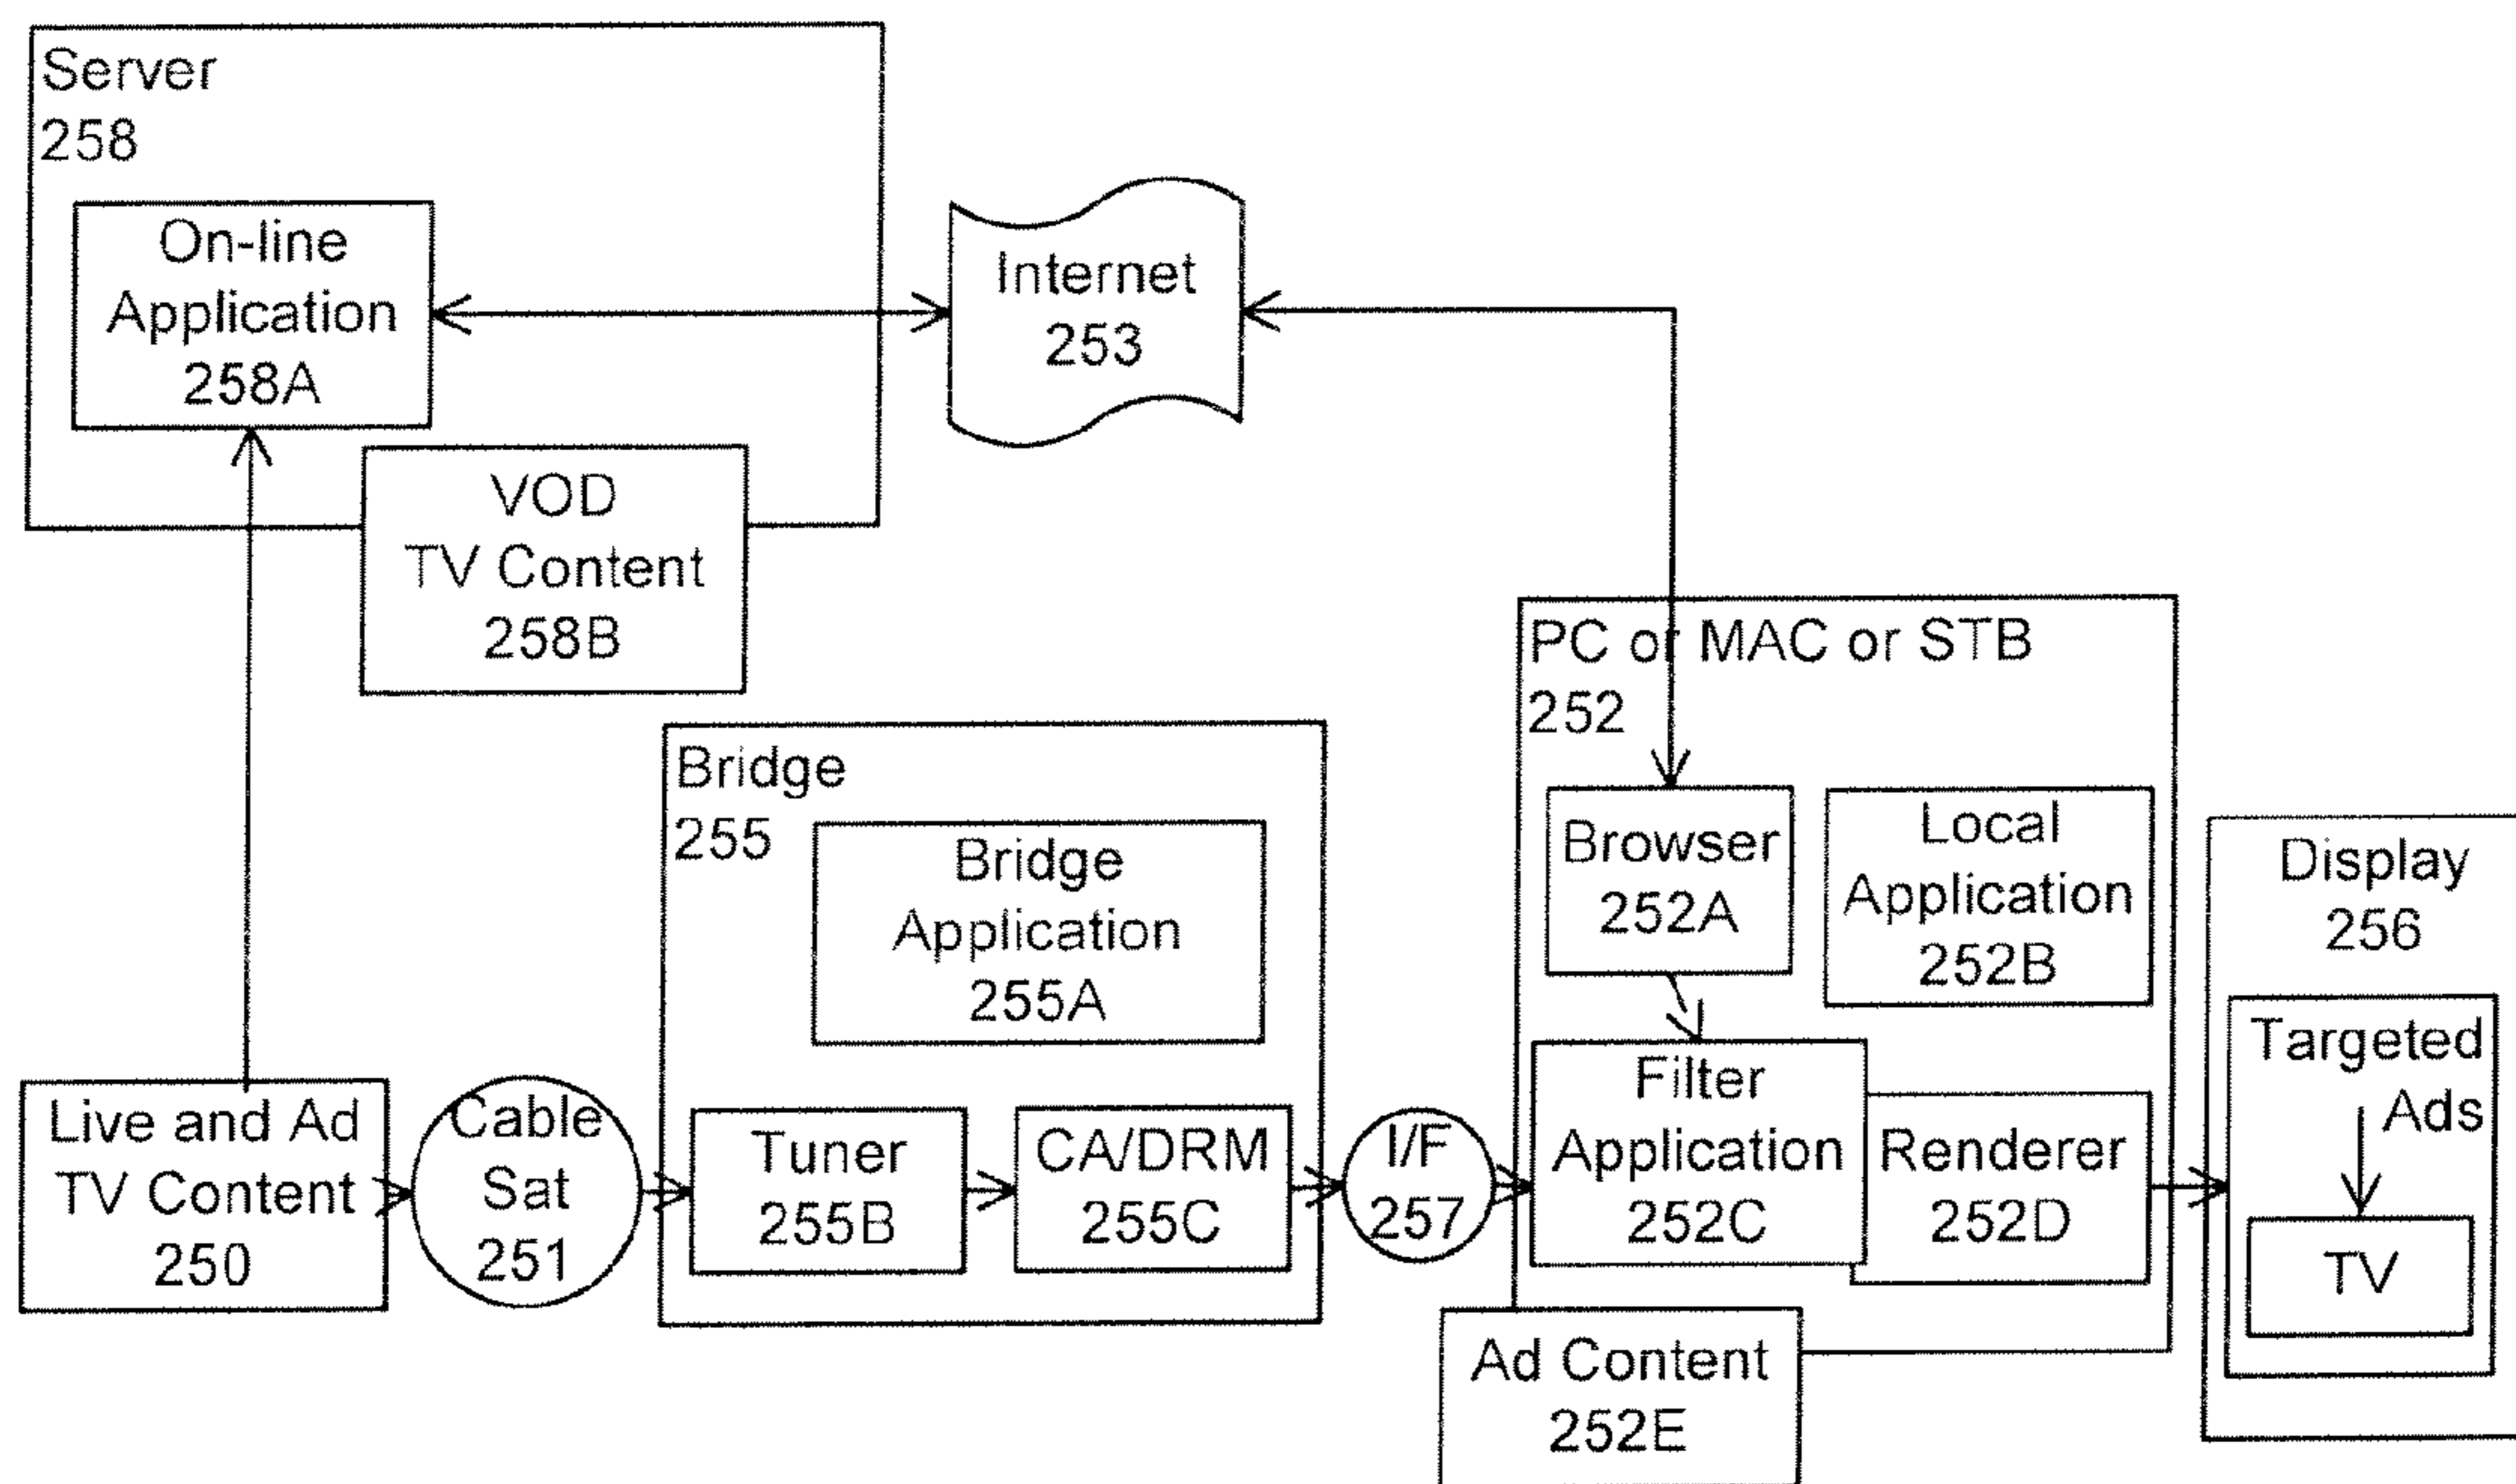 Server
258
On-line
Application
258A
VOD
TV Content
258B
Internet
253
PC or MAC or STB
252
Browser
252A
Local
Application
252B
Filter
Application
252C
Renderer
252D
Ad Content
252E
Bridge
255
Bridge
Application
255A
Tuner
255B
CA/DRM
255C
Live and Ad
TV Content
250
Cable
Sat
251
I/F
257
Display
256
Targeted
Ads
TV